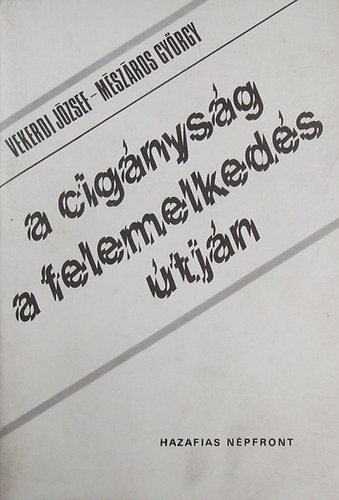 VEKERDI JÓZSEF–MÉSZÁROS GYÖRGY
a cigányság
a felemelkedés
útján
HAZAFIAS NÉPFRONT